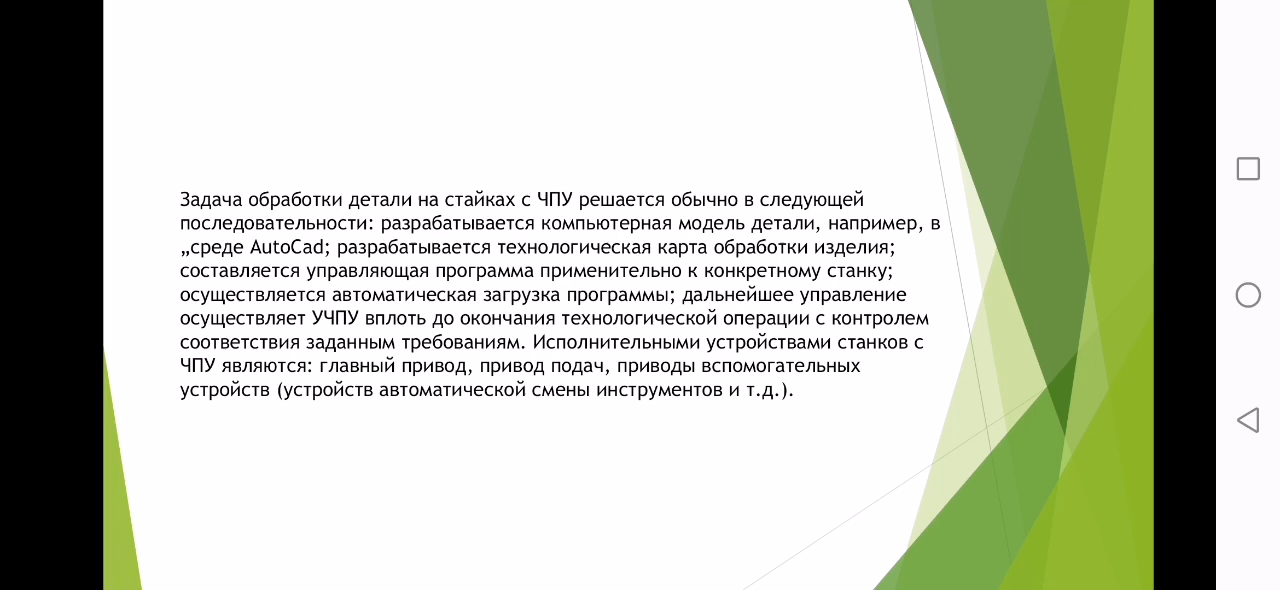 Задача обработки детали на стайках с ЧПУ решается обычно в следующей
последовательности: разрабатывается компьютерная модель детали, например, в
„среде AutoCad; разрабатывается технологическая карта обработки изделия;
составляется управляющая программа применительно к конкретному станку;
осуществляется автоматическая загрузка программы; дальнейшее управление
осуществляет УЧПУ вплоть до окончания технологической операции с контролем
соответствия заданным требованиям. Исполнительными устройствами станков с
ЧПУ являются: главный привод, привод подач, приводы вспомогательных
устройств (устройств автоматической смены инструментов и т.д.).